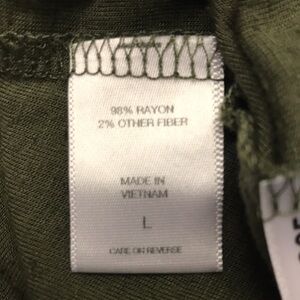 98% RAYON
2% OTHER FIBER
MADE IN
VIETNAM
L
CARE ON REVERSE